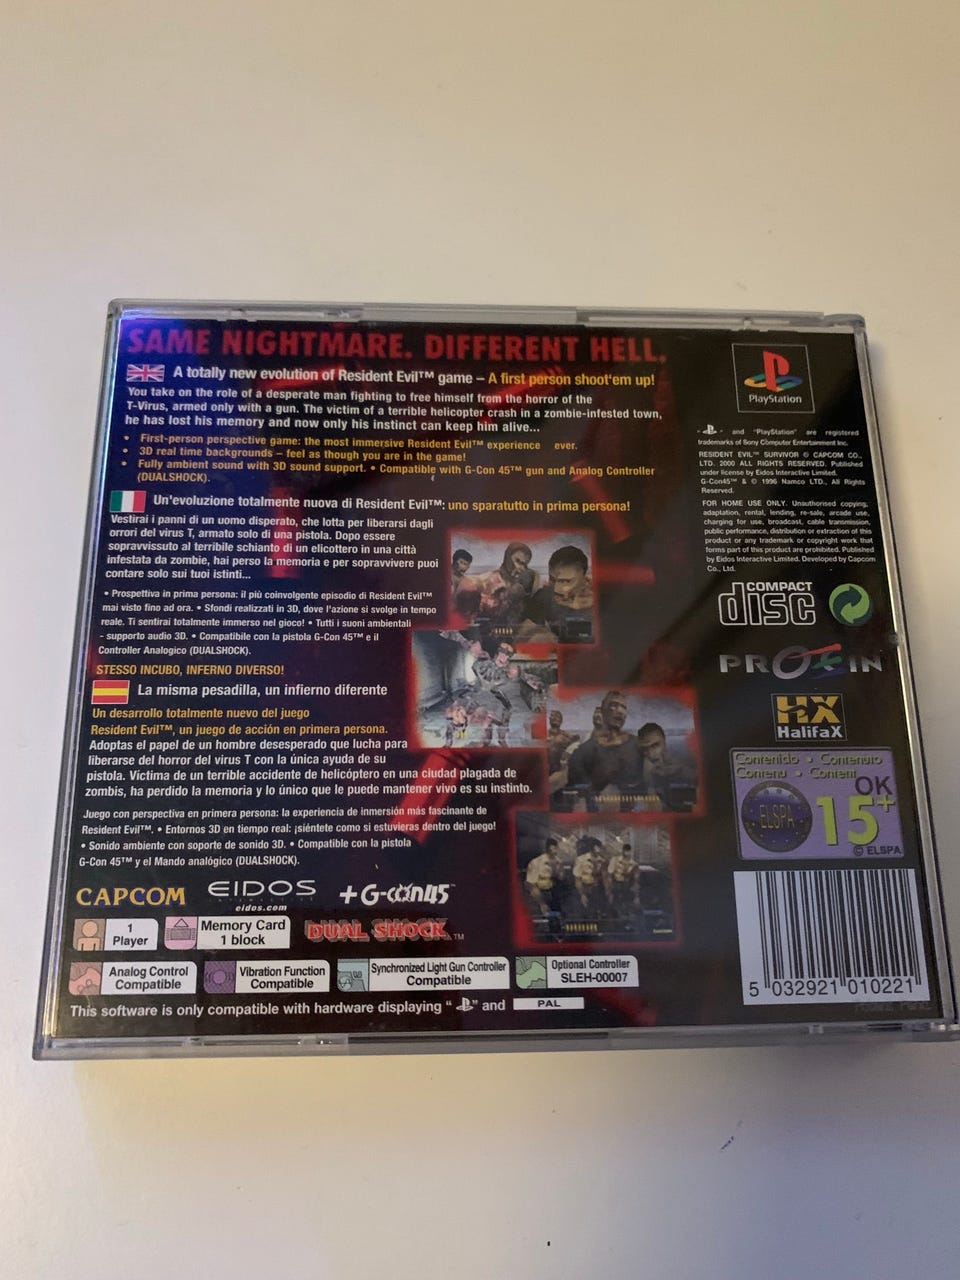 SAME NIGHTMARE. DIFFERENT HELL.
A totally new evolution of Resident Evil™ game – A first person shoot'em up!
You take on the role of a desperate man fighting to free himself from the horror of the
T-Virus, armed only with a gun. The victim of a terrible helicopter crash in a zombie-infested town,
he has lost his memory and now only his instinct can keep him alive...
• First-person perspective game: the most immersive Resident Evil™ experience ever.
• 3D real time backgrounds – feel as though you are in the game!
• Fully ambient sound with 3D sound support. • Compatible with G-Con 45™ gun and Analog Controller
(DUALSHOCK).
Un'evoluzione totalmente nuova di Resident Evil™: uno sparatutto in prima persona!
Vestirai i panni di un uomo disperato, che lotta per liberarsi dagli
orrori del virus T, armato solo di una pistola. Dopo essere
sopravvissuto al terribile schianto di un elicottero in una città
infestata da zombie, hai perso la memoria e per sopravvivere puoi
contare solo sui tuoi istinti...
• Prospettiva in prima persona: il più coinvolgente episodio di Resident Evil™
mai visto fino ad ora. • Sfondi realizzati in 3D, dove l'azione si svolge in tempo
reale. Ti sentirai totalmente immerso nel gioco! • Tutti i suoni ambientali
- supporto audio 3D. • Compatibile con la pistola G-Con 45™ e il
Controller Analogico (DUALSHOCK).
STESSO INCUBO, INFERNO DIVERSO!
La misma pesadilla, un infierno diferente
Un desarrollo totalmente nuevo del juego
Resident Evil™, un juego de acción en primera persona.
Adoptas el papel de un hombre desesperado que lucha para
liberarse del horror del virus T con la única ayuda de su
pistola. Víctima de un terrible accidente de helicóptero en una ciudad plagada de
zombis, ha perdido la memoria y lo único que le puede mantener vivo es su instinto.
Juego con perspectiva en primera persona: la experiencia de inmersión más fascinante de
Resident Evil™. • Entornos 3D en tiempo real: ¡siéntete como si estuvieras dentro del juego!
• Sonido ambiente con soporte de sonido 3D. • Compatible con la pistola
G-Con 45™ y el Mando analógico (DUALSHOCK).
CAPCOM
EIDOS
INTERACTIVE
eidos.com
+G-con45™
1
Player
Memory Card
1 block
DUAL SHOCK™
Analog Control
Compatible
Vibration Function
Compatible
Synchronized Light Gun Controller
Compatible
Optional Controller
SLEH-00007
This software is only compatible with hardware displaying " " and PAL
PlayStation
" " and "PlayStation" are registered
trademarks of Sony Computer Entertainment Inc.
RESIDENT EVIL™ SURVIVOR © CAPCOM CO.,
LTD. 2000 ALL RIGHTS RESERVED. Published
under license by Eidos Interactive Limited.
G-Con45™ & © 1996 Namco LTD., All Rights
Reserved.
FOR HOME USE ONLY. Unauthorised copying,
adaptation, rental, lending, re-sale, arcade use,
charging for use, broadcast, cable transmission,
public performance, distribution or extraction of this
product or any trademark or copyright work that
forms part of this product are prohibited. Published
by Eidos Interactive Limited. Developed by Capcom
Co., Ltd.
COMPACT
disc
PROEIN
HX
HalifaX
Contenido • Contenuto
Contenu • Content
OK
ELSPA
15+
© ELSPA
5 032921 010221